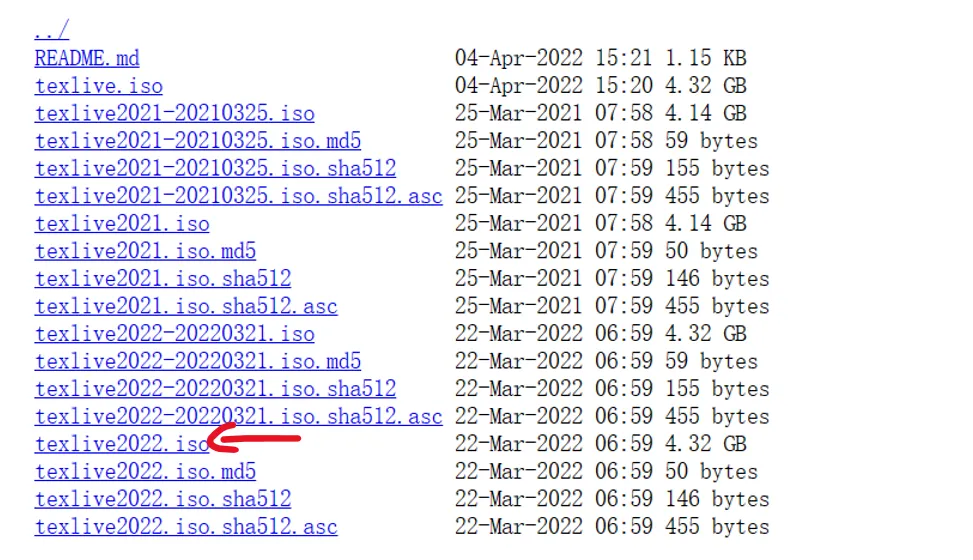 ../
README.md 04-Apr-2022 15:21 1.15 KB
texlive.iso 04-Apr-2022 15:20 4.32 GB
texlive2021-20210325.iso 25-Mar-2021 07:58 4.14 GB
texlive2021-20210325.iso.md5 25-Mar-2021 07:58 59 bytes
texlive2021-20210325.iso.sha512 25-Mar-2021 07:59 155 bytes
texlive2021-20210325.iso.sha512.asc 25-Mar-2021 07:59 455 bytes
texlive2021.iso 25-Mar-2021 07:58 4.14 GB
texlive2021.iso.md5 25-Mar-2021 07:59 50 bytes
texlive2021.iso.sha512 25-Mar-2021 07:59 146 bytes
texlive2021.iso.sha512.asc 25-Mar-2021 07:59 455 bytes
texlive2022-20220321.iso 22-Mar-2022 06:59 4.32 GB
texlive2022-20220321.iso.md5 22-Mar-2022 06:59 59 bytes
texlive2022-20220321.iso.sha512 22-Mar-2022 06:59 155 bytes
texlive2022-20220321.iso.sha512.asc 22-Mar-2022 06:59 455 bytes
texlive2022.iso 22-Mar-2022 06:59 4.32 GB
texlive2022.iso.md5 22-Mar-2022 06:59 50 bytes
texlive2022.iso.sha512 22-Mar-2022 06:59 146 bytes
texlive2022.iso.sha512.asc 22-Mar-2022 06:59 455 bytes